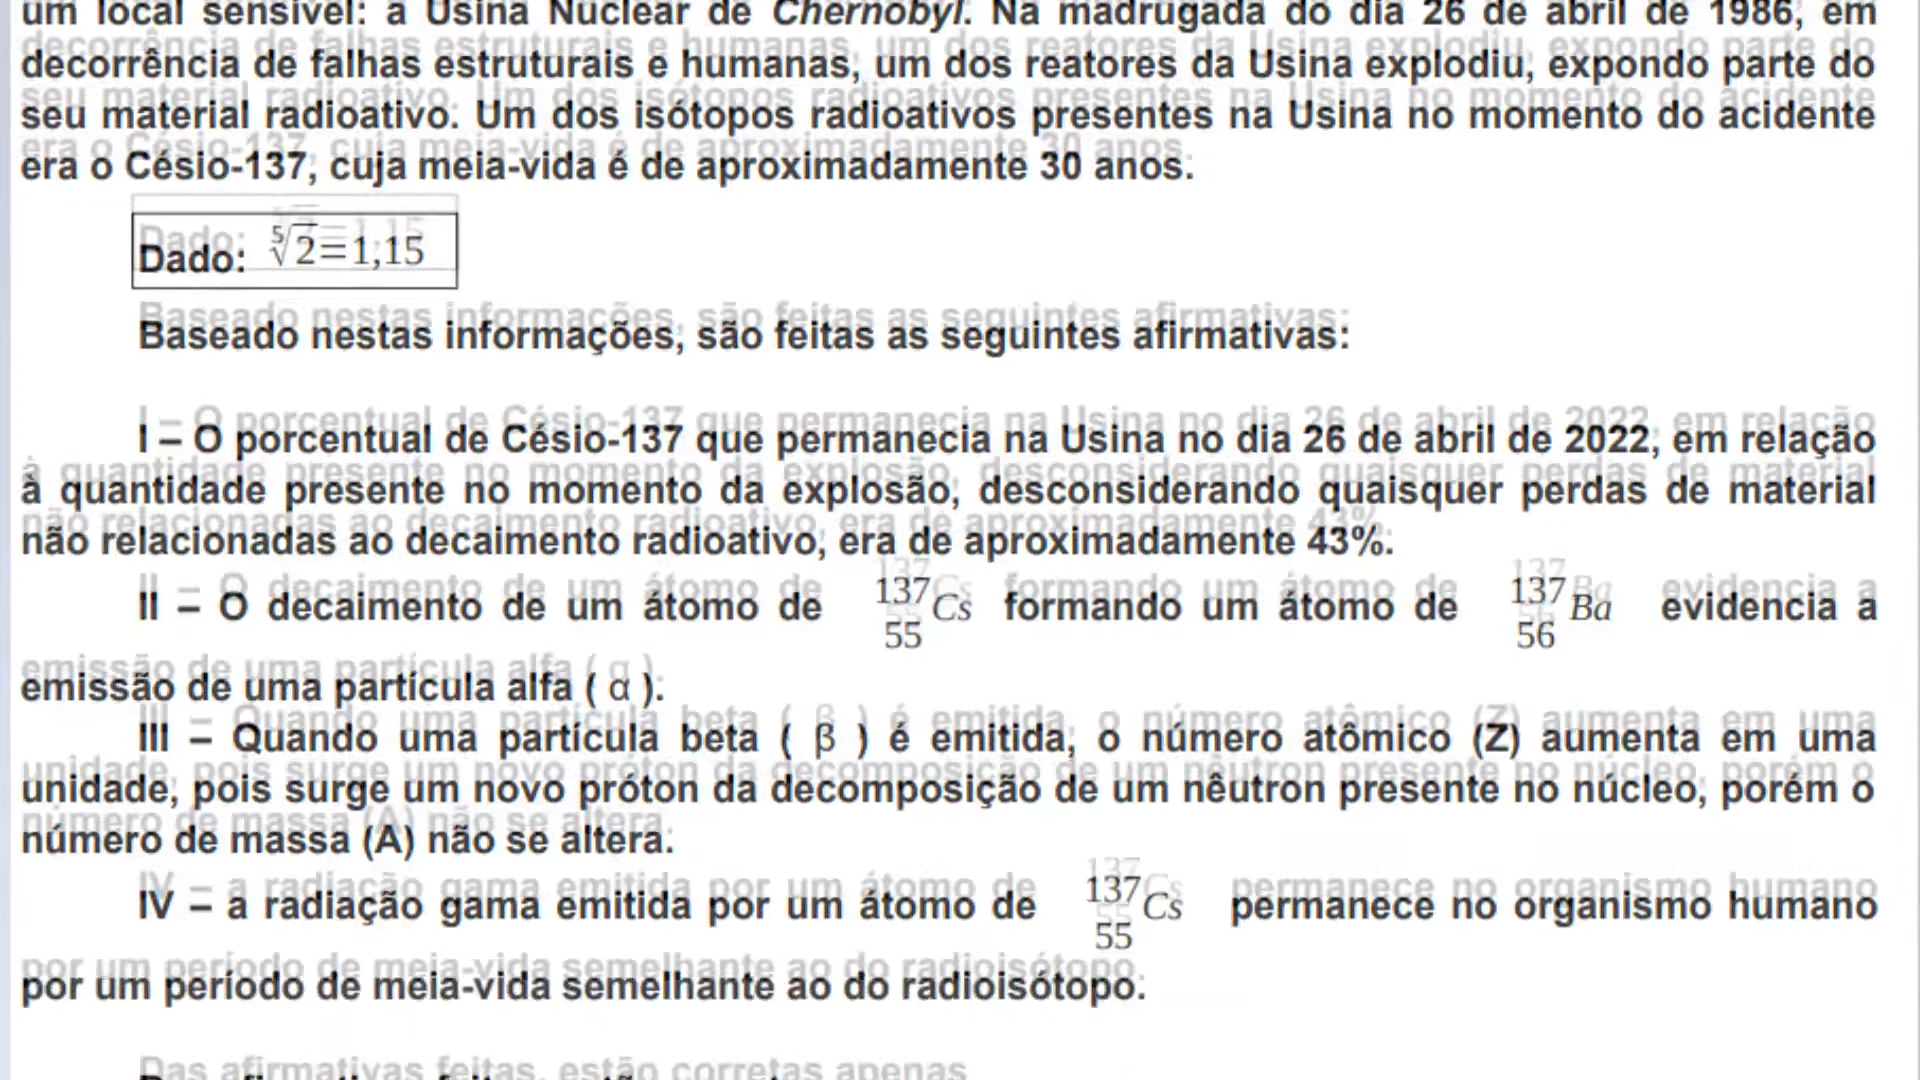 um local sensível: a Usina Nuclear de Chernobyl. Na madrugada do dia 26 de abril de 1986, em
decorrência de falhas estruturais e humanas, um dos reatores da Usina explodiu, expondo parte do
seu material radioativo. Um dos isótopos radioativos presentes na Usina no momento do acidente
era o Césio-137, cuja meia-vida é de aproximadamente 30 anos.
Dado: ⁵√2=1,15
Baseado nestas informações, são feitas as seguintes afirmativas:
I – O porcentual de Césio-137 que permanecia na Usina no dia 26 de abril de 2022, em relação
à quantidade presente no momento da explosão, desconsiderando quaisquer perdas de material
não relacionadas ao decaimento radioativo, era de aproximadamente 43%.
II – O decaimento de um átomo de ¹³⁷₅₅Cs formando um átomo de ¹³⁷₅₆Ba evidencia a
emissão de uma partícula alfa ( α ).
III – Quando uma partícula beta ( β ) é emitida, o número atômico (Z) aumenta em uma
unidade, pois surge um novo próton da decomposição de um nêutron presente no núcleo, porém o
número de massa (A) não se altera.
IV – a radiação gama emitida por um átomo de ¹³⁷₅₅Cs permanece no organismo humano
por um período de meia-vida semelhante ao do radioisótopo.
Das afirmativas feitas, estão corretas apenas